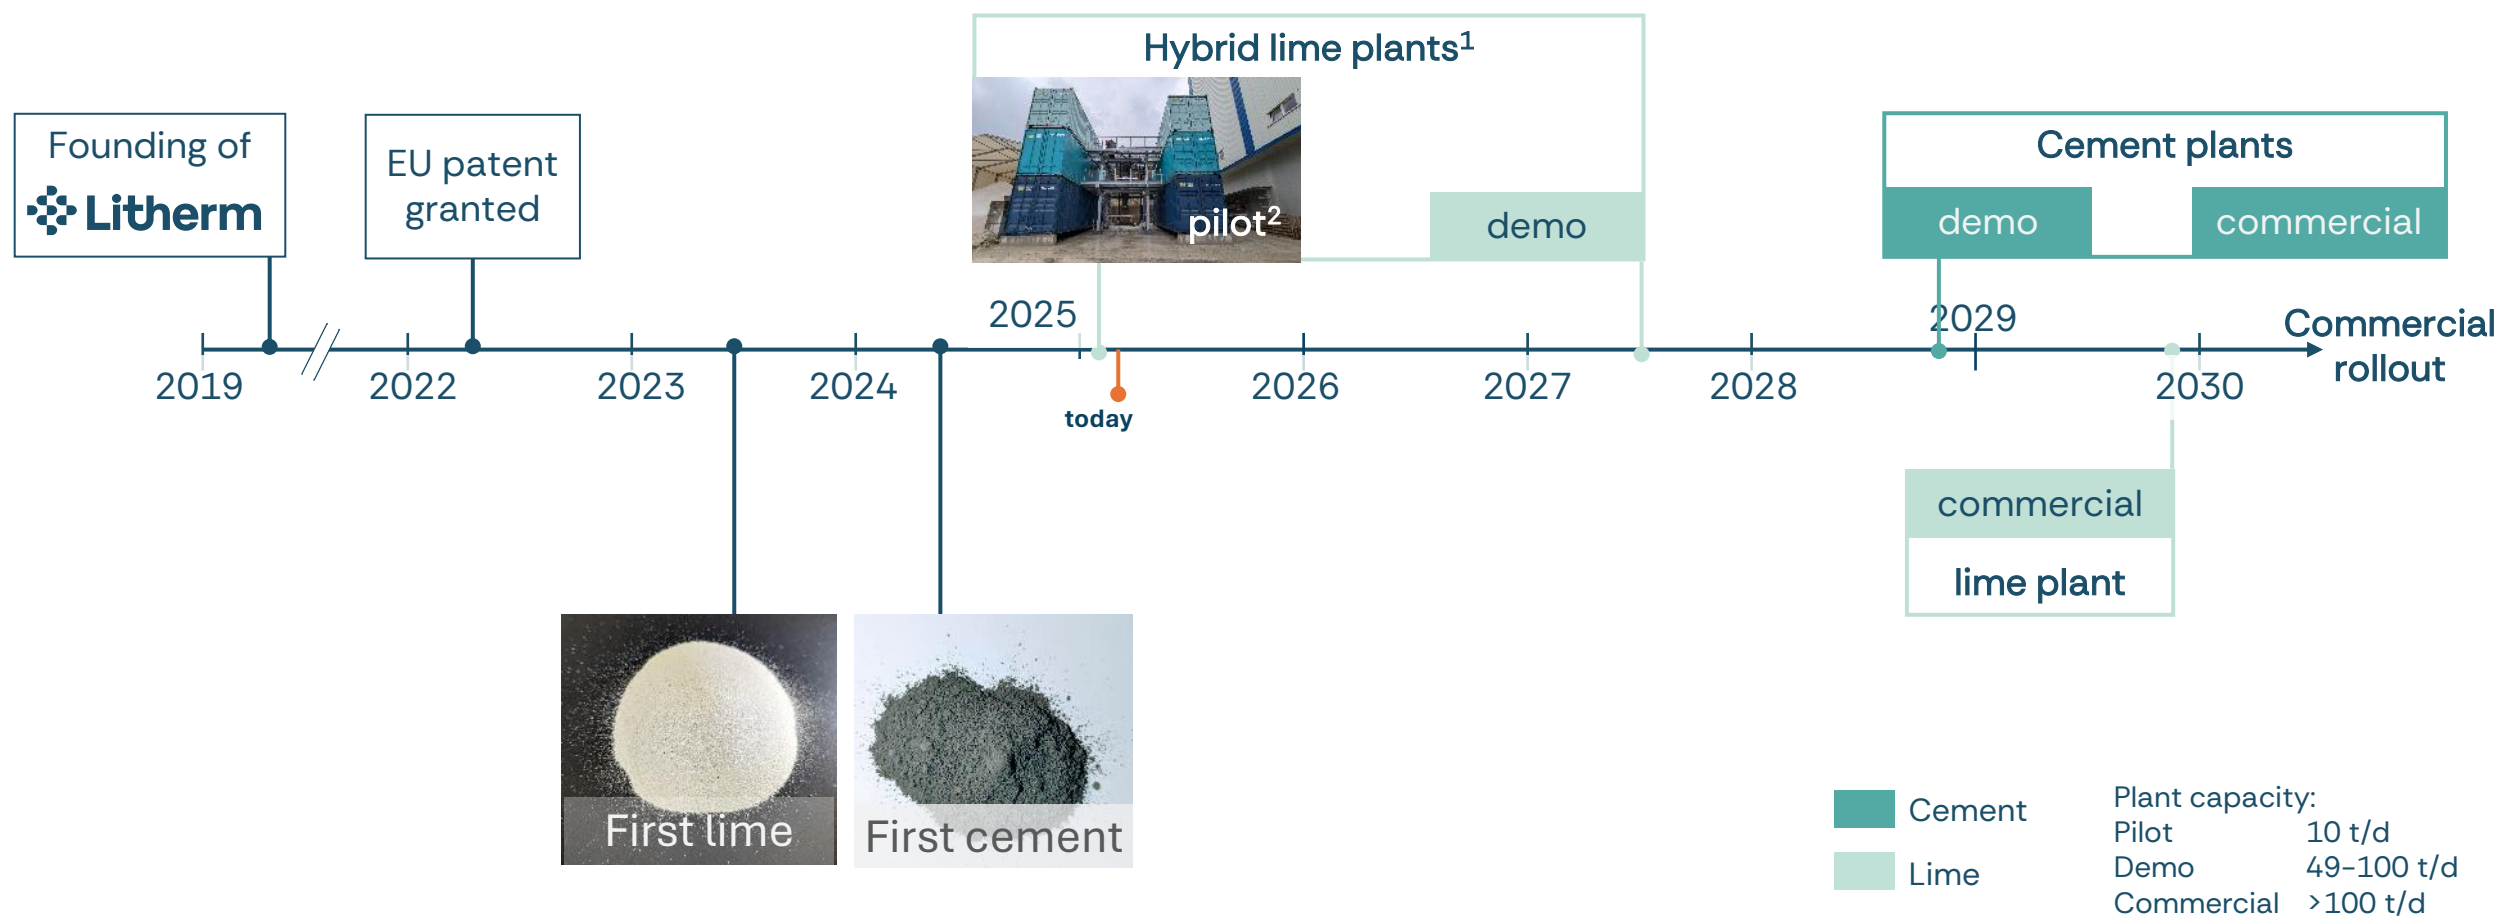 Hybrid lime plants¹
Founding of
Litherm
EU patent
granted
pilot²
demo
Cement plants
demo
commercial
2025
2029
Commercial
rollout
2019
2022
2023
2024
2026
2027
2028
2030
today
commercial
lime plant
First lime
First cement
Cement
Lime
Plant capacity:
Pilot 10 t/d
Demo 49-100 t/d
Commercial >100 t/d